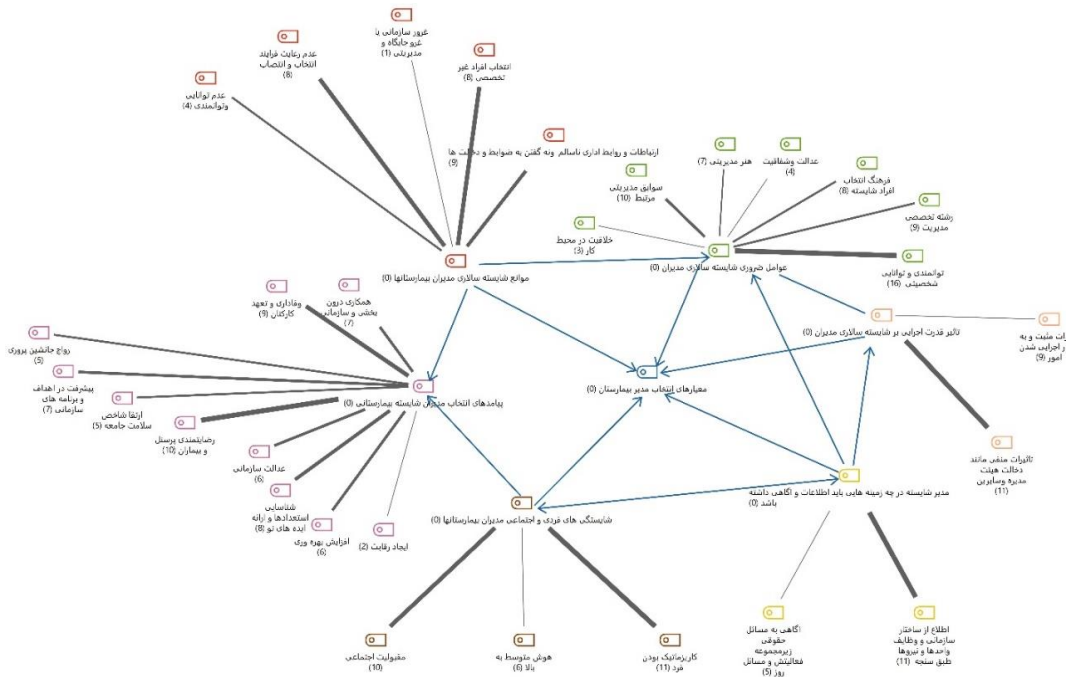 غرور سازمانی یا
غرو جایگاه و
مدیریتی (1)
عدم رعایت فرایند
انتخاب و انتصاب
(8)
انتخاب افراد غیر
تخصصی (8)
عدم توانایی
وتوانمندی (4)
ارتباطات و روابط اداری ناسالم ونه گفتن به ضوابط و دخالت ها
(9)
موانع شایسته سالاری مدیران بیمارستانها (0)
هنر مدیریتی (7)
عدالت وشفافیت
(4)
فرهنگ انتخاب
افراد شایسته (8)
سوابق مدیریتی
مرتبط (10)
رشته تخصصی
مدیریت (9)
خلاقیت در محیط
کار (3)
توانمندی و توانایی
شخصیتی (16)
عوامل ضروری شایسته سالاری مدیران (0)
همکاری درون
بخشی و سازمانی
(7)
وفاداری و تعهد
کارکنان (9)
رواج جانشین پروری
(5)
پیشرفت در اهداف
و برنامه های
سازمانی (7)
ارتقا شاخص
سلامت جامعه (5)
رضایتمندی پرسنل
و بیماران (10)
عدالت سازمانی
(6)
شناسایی
استعدادها و ارائه
ایده های نو (8)
افزایش بهره وری
(6)
ایجاد رقابت (2)
پیامدهای انتخاب مدیران شایسته بیمارستانی (0)
معیارهای انتخاب مدیر بیمارستان (0)
تاثیر قدرت اجرایی بر شایسته سالاری مدیران (0)
رات مثبت و به
ر اجرایی شدن
امور (9)
تاثیرات منفی مانند
دخالت هیئت
مدیره وسایرین
(11)
مدیر شایسته در چه زمینه هایی باید اطلاعات و آگاهی داشته
باشد (0)
شایستگی های فردی و اجتماعی مدیران بیمارستانها (0)
مقبولیت اجتماعی
(10)
هوش متوسط به
بالا (6)
کاریزماتیک بودن
فرد (11)
آگاهی به مسائل
حقوقی
زیرمجموعه
فعالیتش و مسائل
روز (5)
اطلاع از ساختار
سازمانی و وظایف
واحدها و نیروها
طبق سنجه (11)